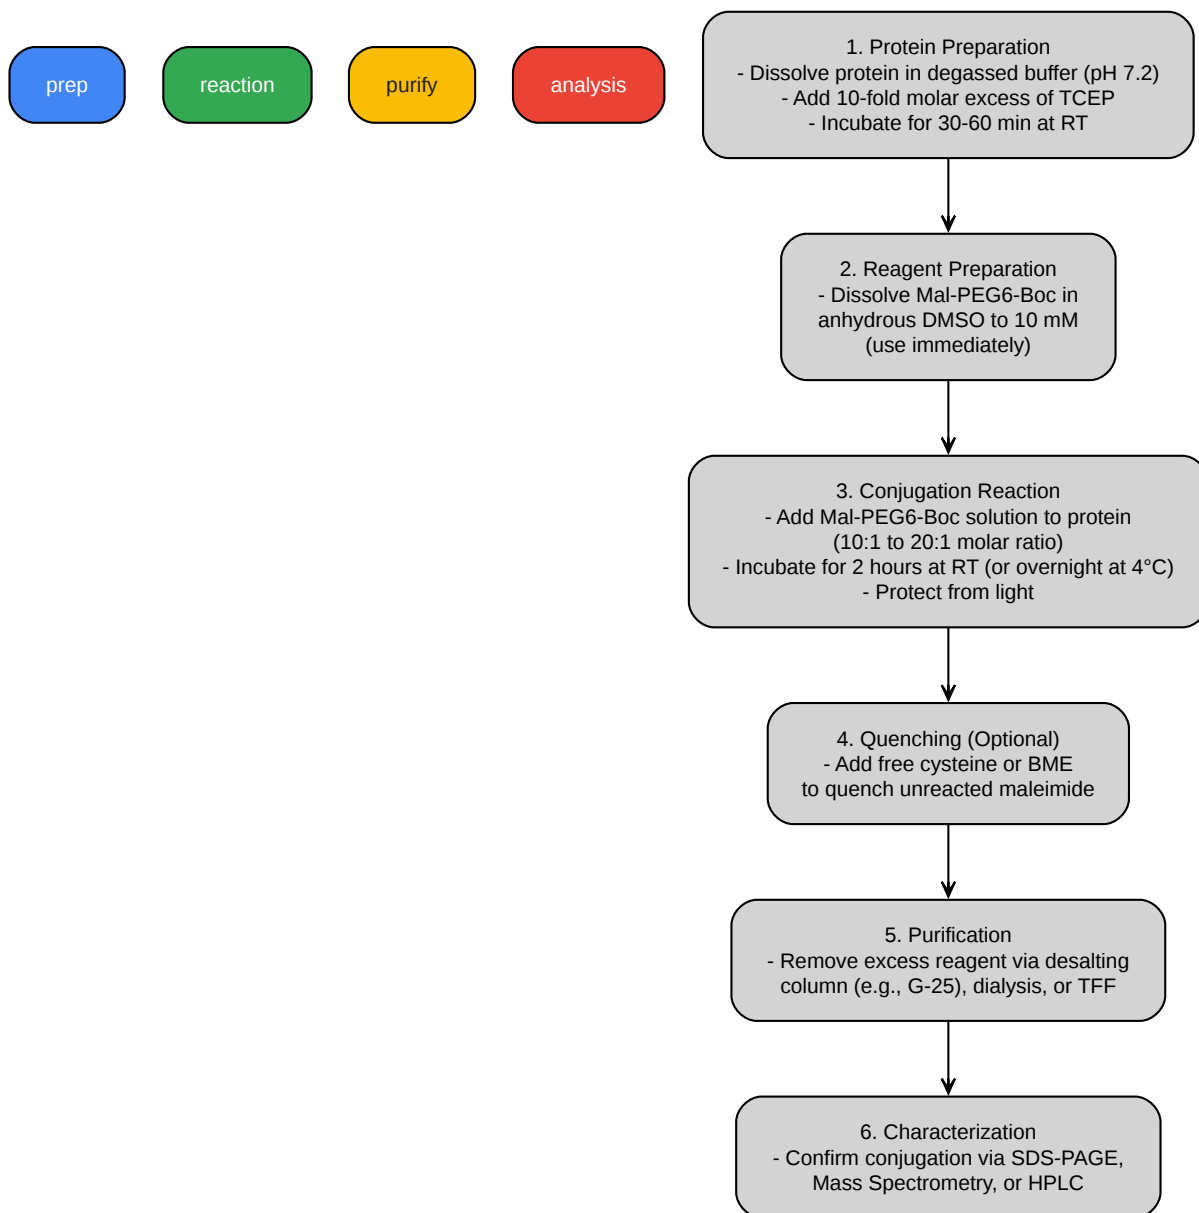 prep
reaction
purify
analysis
1. Protein Preparation
- Dissolve protein in degassed buffer (pH 7.2)
- Add 10-fold molar excess of TCEP
- Incubate for 30-60 min at RT
2. Reagent Preparation
- Dissolve Mal-PEG6-Boc in
anhydrous DMSO to 10 mM
(use immediately)
3. Conjugation Reaction
- Add Mal-PEG6-Boc solution to protein
(10:1 to 20:1 molar ratio)
- Incubate for 2 hours at RT (or overnight at 4°C)
- Protect from light
4. Quenching (Optional)
- Add free cysteine or BME
to quench unreacted maleimide
5. Purification
- Remove excess reagent via desalting
column (e.g., G-25), dialysis, or TFF
6. Characterization
- Confirm conjugation via SDS-PAGE,
Mass Spectrometry, or HPLC